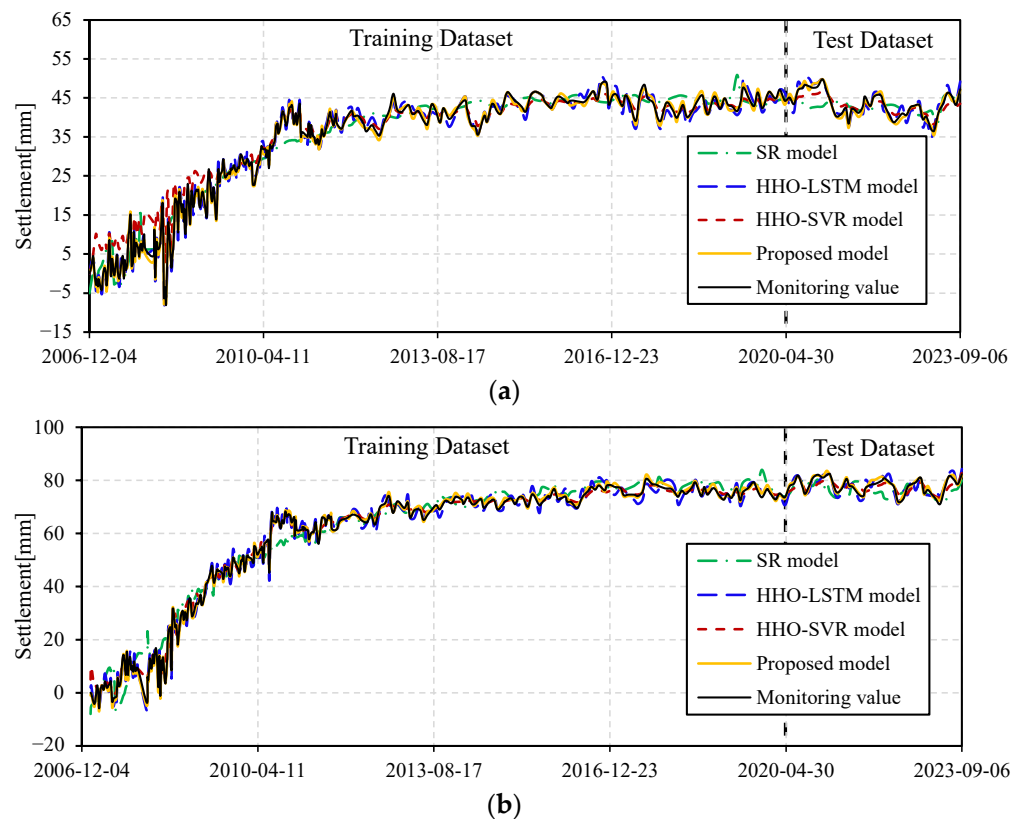 65
55
45
35
25
15
5
−5
−15
Settlement[mm]
Training Dataset
Test Dataset
SR model
HHO-LSTM model
HHO-SVR model
Proposed model
Monitoring value
2006-12-04 2010-04-11 2013-08-17 2016-12-23 2020-04-30 2023-09-06
(a)
100
80
60
40
20
0
−20
Settlement[mm]
Training Dataset
Test Dataset
SR model
HHO-LSTM model
HHO-SVR model
Proposed model
Monitoring value
2006-12-04 2010-04-11 2013-08-17 2016-12-23 2020-04-30 2023-09-06
(b)